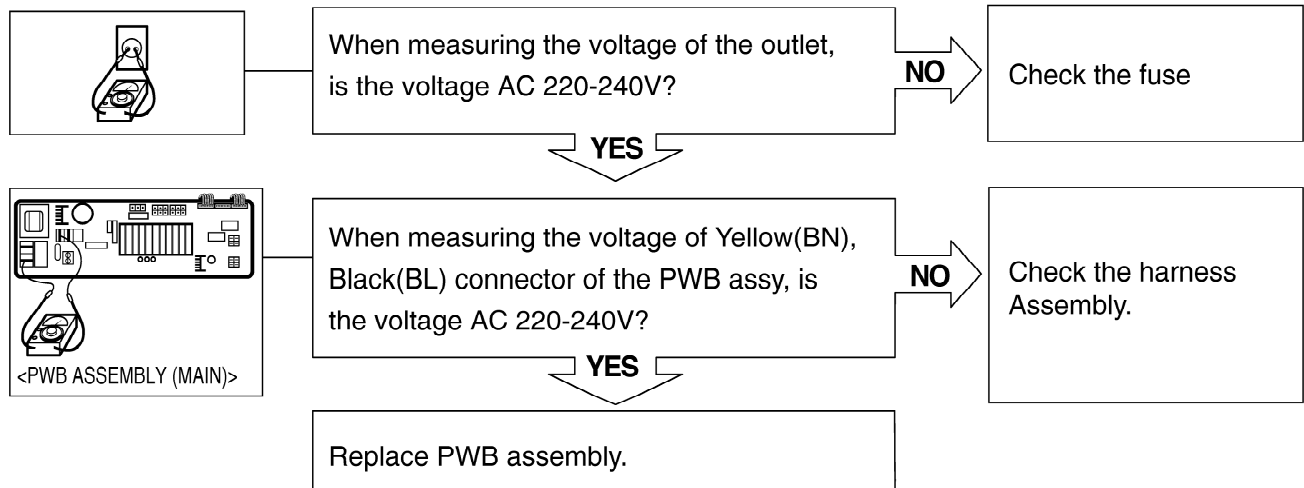 When measuring the voltage of the outlet,
is the voltage AC 220-240V?
NO
Check the fuse
YES
When measuring the voltage of Yellow(BN),
Black(BL) connector of the PWB assy, is
the voltage AC 220-240V?
NO
Check the harness
Assembly.
<PWB ASSEMBLY (MAIN)>
YES
Replace PWB assembly.